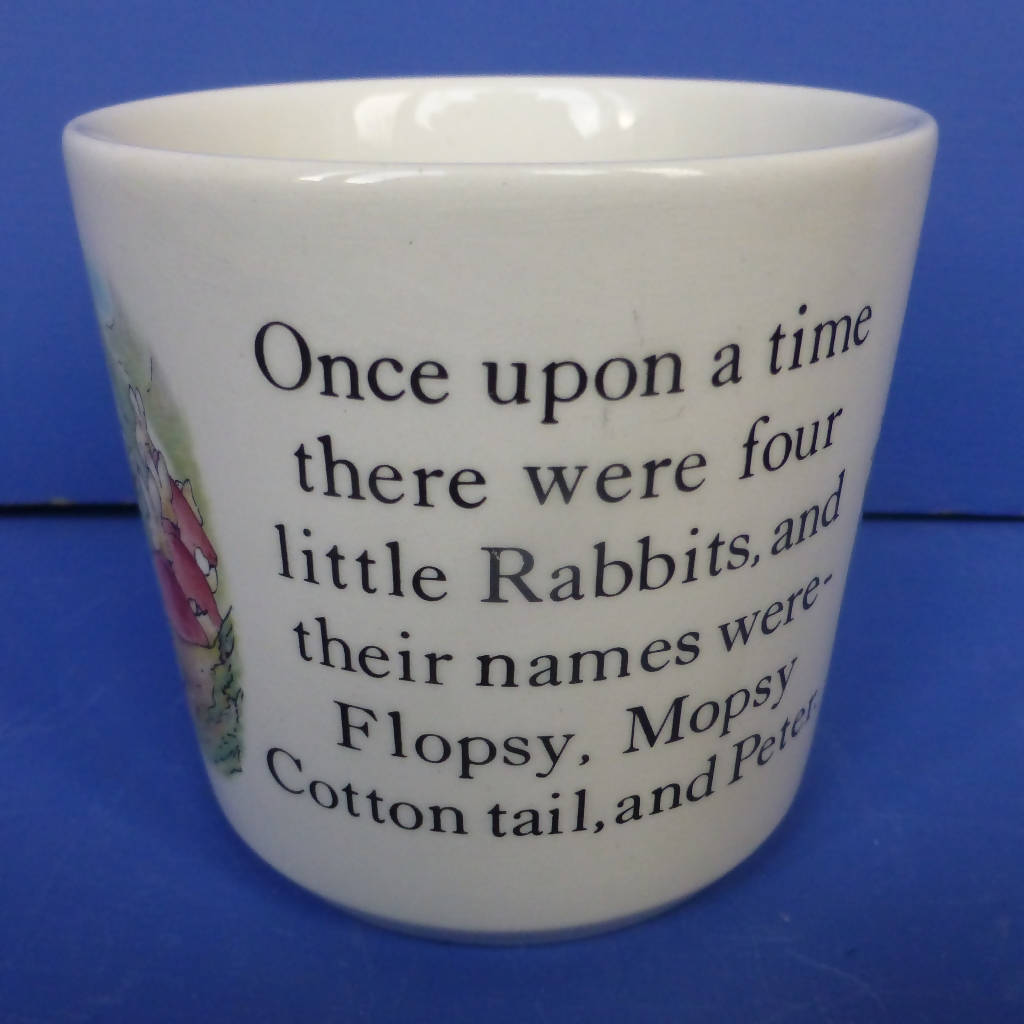 Once upon a time
there were four
little Rabbits, and
their names were-
Flopsy, Mopsy
Cotton tail, and Peter.